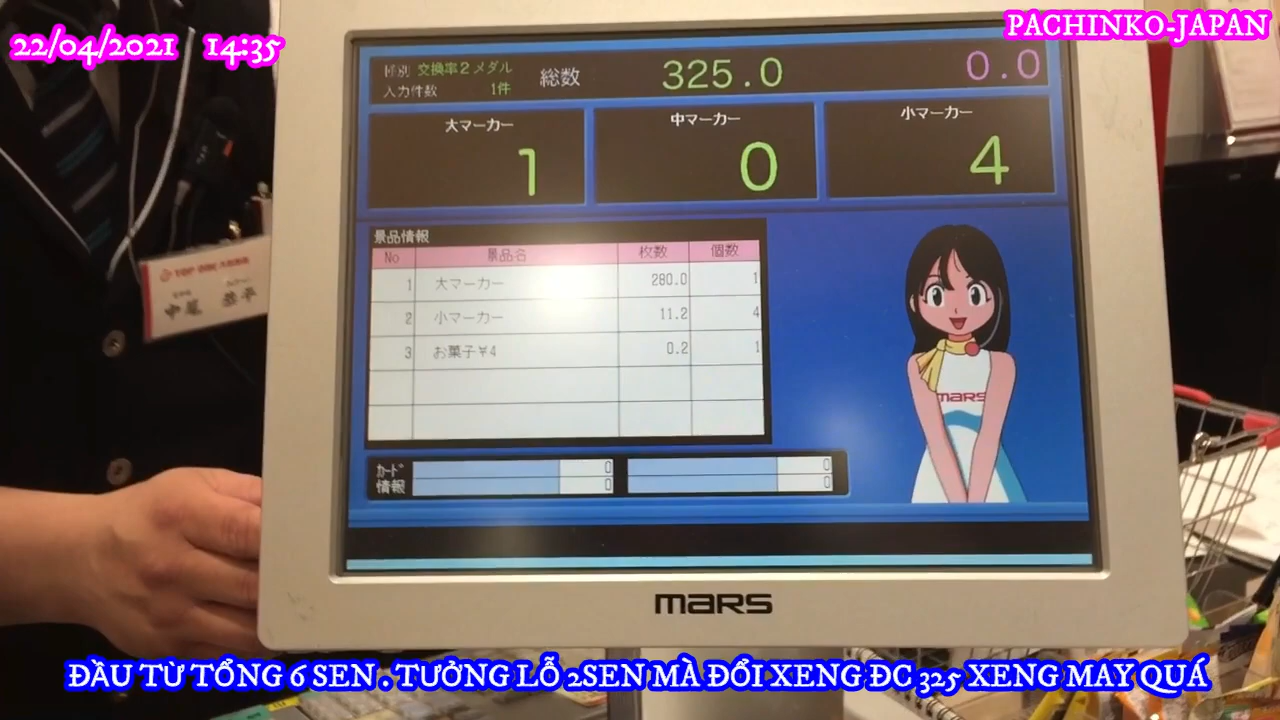 22/04/2021 14:35
PACHINKO-JAPAN
種別 交換率2メダル
入力件数 1件
総数 325.0
0.0
大マーカー
1
中マーカー
0
小マーカー
4
景品情報
No 景品名 枚数 個数
1 大マーカー 280.0 1
2 小マーカー 11.2 4
3 お菓子¥4 0.2 1
カード 0 0
情報 0 0
mars
TOP ONE
mars
ĐẦU TỪ TỔNG 6 SEN . TƯỞNG LỖ 2SEN MÀ ĐỔI XENG ĐC 325 XENG MAY QUÁ